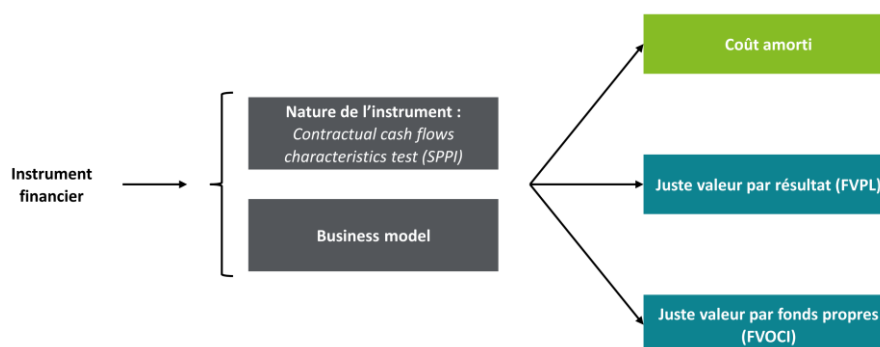 Instrument
financier
Nature de l'instrument :
Contractual cash flows
characteristics test (SPPI)
Business model
Coût amorti
Juste valeur par résultat (FVPL)
Juste valeur par fonds propres
(FVOCI)